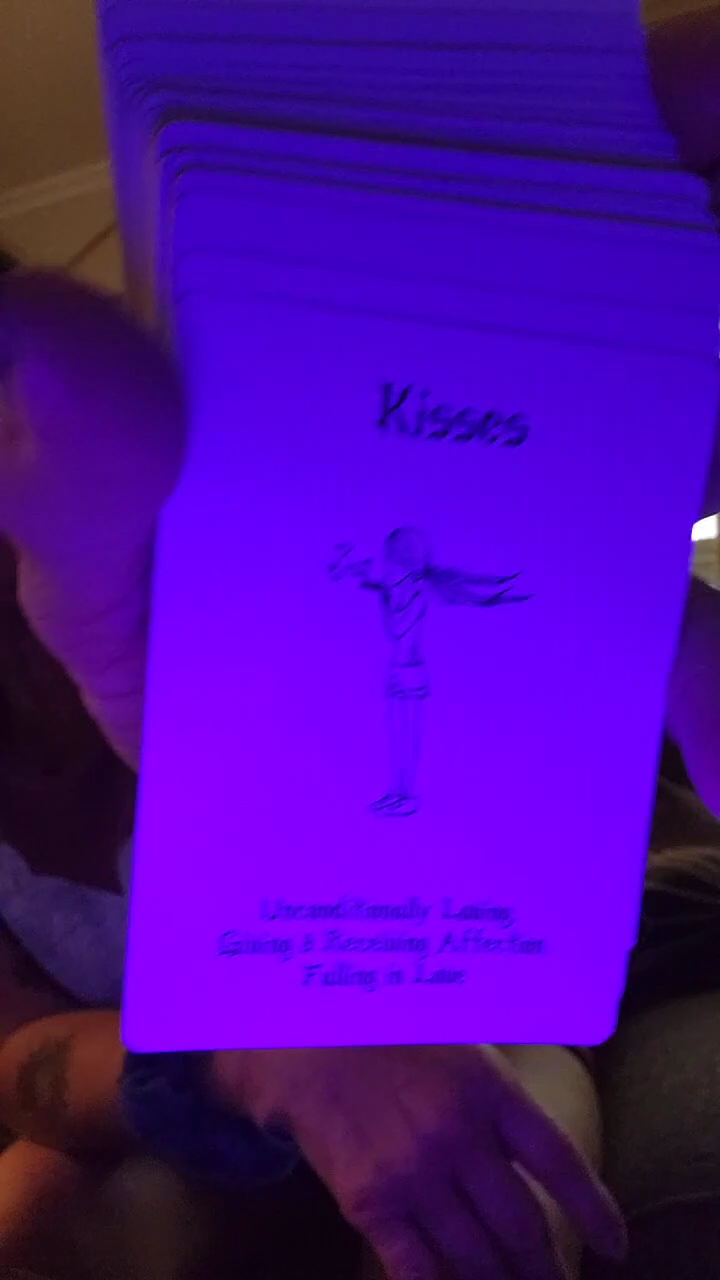 Kisses
Unconditionally Loving
Giving & Receiving Affection
Falling in Love